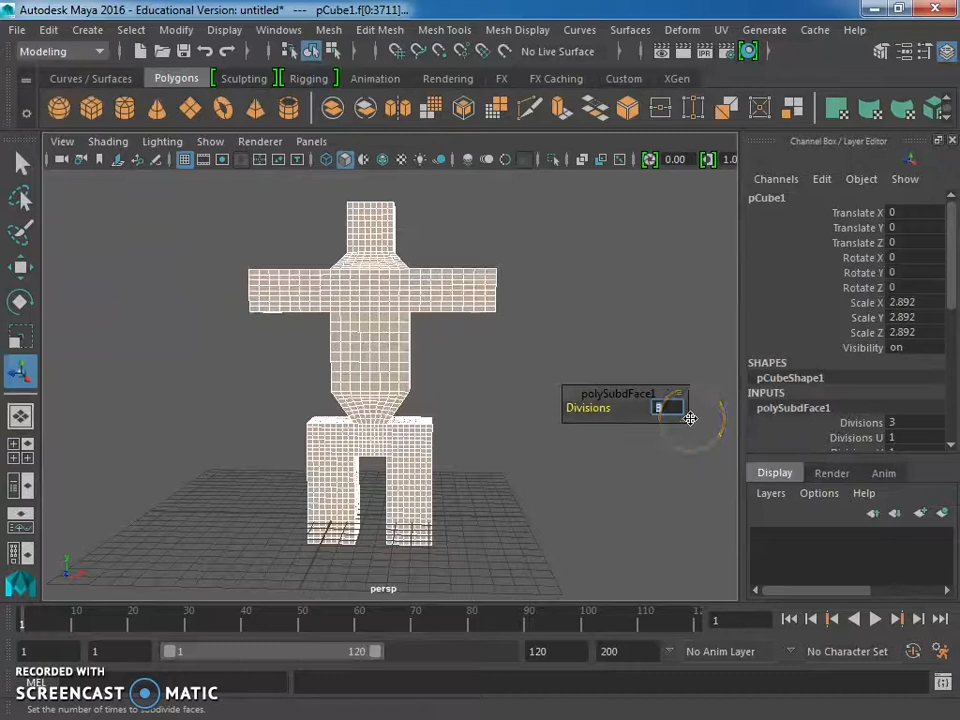 Autodesk Maya 2016 - Educational Version: untitled* --- pCube1.f[0:3711]...
File Edit Create Select Modify Display Windows Mesh Edit Mesh Mesh Tools Mesh Display Curves Surfaces Deform UV Generate Cache Help
Modeling
No Live Surface
Curves / Surfaces Polygons Sculpting Rigging Animation Rendering FX FX Caching Custom XGen
View Shading Lighting Show Renderer Panels
0.00
1.0
Channel Box / Layer Editor
Channels Edit Object Show
pCube1
Translate X 0
Translate Y 0
Translate Z 0
Rotate X 0
Rotate Y 0
Rotate Z 0
Scale X 2.892
Scale Y 2.892
Scale Z 2.892
Visibility on
SHAPES
pCubeShape1
INPUTS
polySubdFace1
Divisions 3
Divisions U 1
polySubdFace1
Divisions 3
persp
Display Render Anim
Layers Options Help
1 10 20 30 40 50 60 70 80 90 100 110 12
1
1 1 1 120 120 200 No Anim Layer No Character Set
RECORDED WITH
SCREENCAST MATIC
MEL
Set the number of times to subdivide faces.